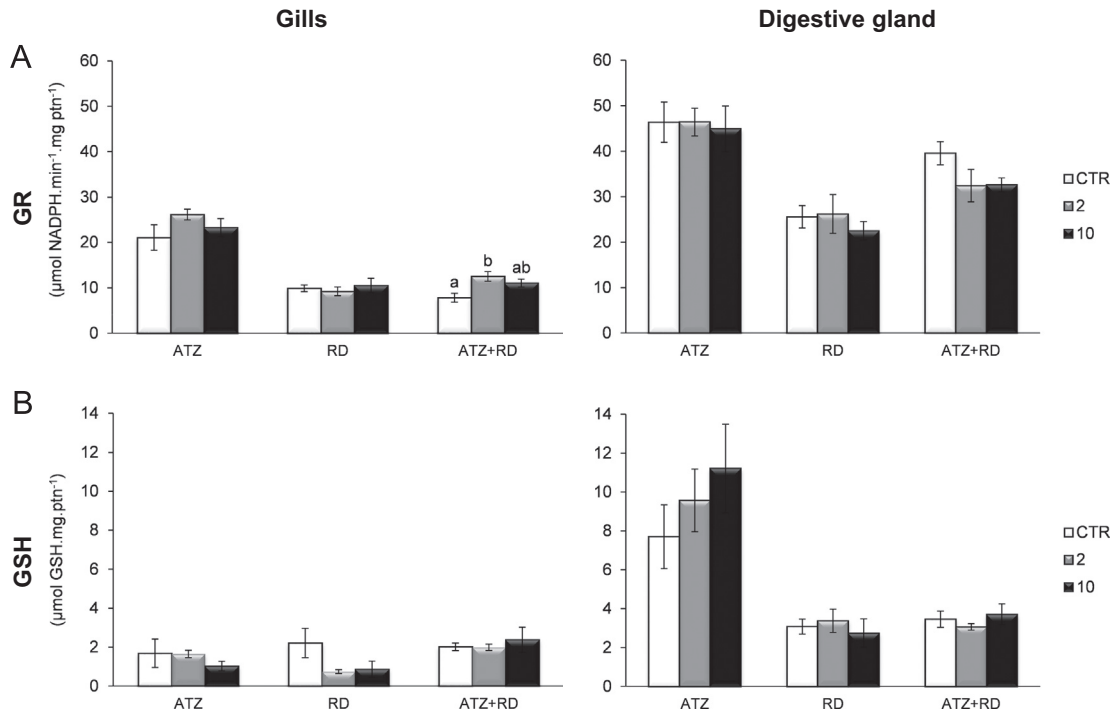 Gills
Digestive gland
A
GR
(µmol NADPH.min⁻¹.mg ptn⁻¹)
60
50
40
30
20
10
0
a
b
ab
ATZ
RD
ATZ+RD
60
50
40
30
20
10
0
ATZ
RD
ATZ+RD
CTR
2
10
B
GSH
(µmol GSH.mg.ptn⁻¹)
14
12
10
8
6
4
2
0
ATZ
RD
ATZ+RD
14
12
10
8
6
4
2
0
ATZ
RD
ATZ+RD
CTR
2
10